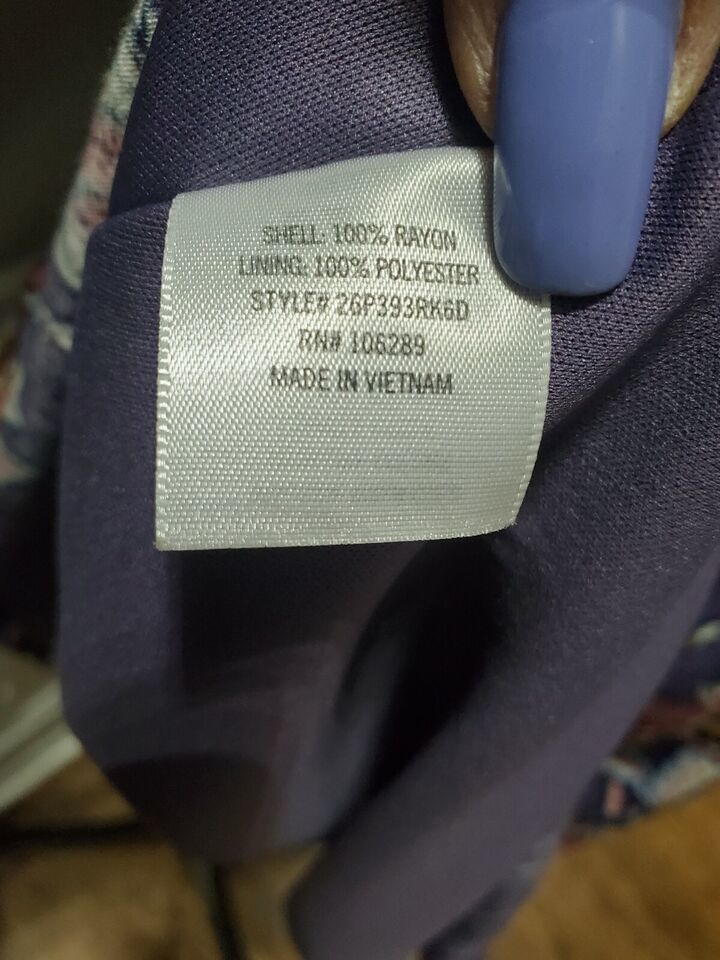 SHELL: 100% RAYON
LINING: 100% POLYESTER
STYLE# 26P393RK6D
RN# 106289
MADE IN VIETNAM